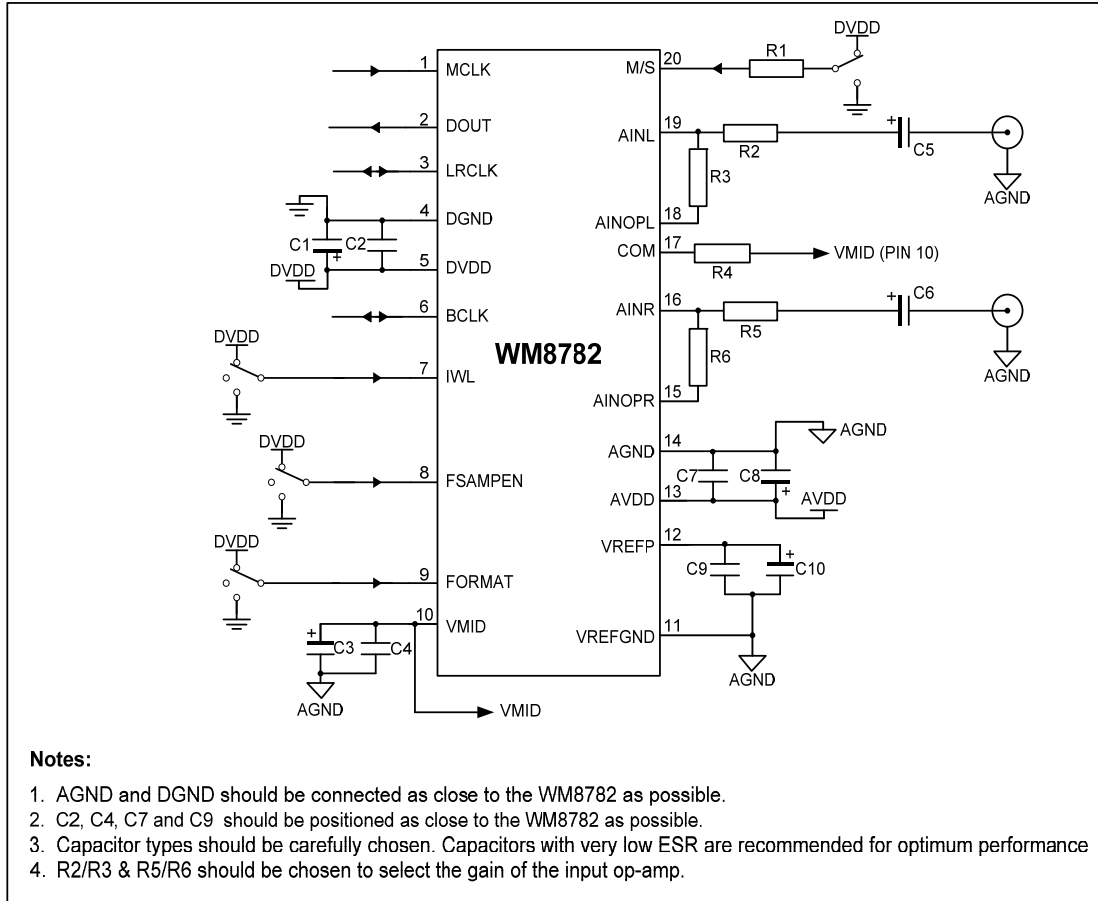 DVDD
R1
1 MCLK
M/S 20
2 DOUT
AINL 19
R2
+
C5
3 LRCLK
R3
AGND
4 DGND
AINOPL 18
C1
C2
+
COM 17
R4
VMID (PIN 10)
DVDD
5 DVDD
6 BCLK
AINR 16
R5
+
C6
WM8782
DVDD
R6
AGND
7 IWL
AINOPR 15
DVDD
AGND 14
AGND
8 FSAMPEN
C7
C8
+
AVDD 13
AVDD
DVDD
VREFP 12
+
C9
C10
9 FORMAT
10 VMID
VREFGND 11
+
C3
C4
AGND
AGND
VMID
Notes:
1. AGND and DGND should be connected as close to the WM8782 as possible.
2. C2, C4, C7 and C9 should be positioned as close to the WM8782 as possible.
3. Capacitor types should be carefully chosen. Capacitors with very low ESR are recommended for optimum performance
4. R2/R3 & R5/R6 should be chosen to select the gain of the input op-amp.